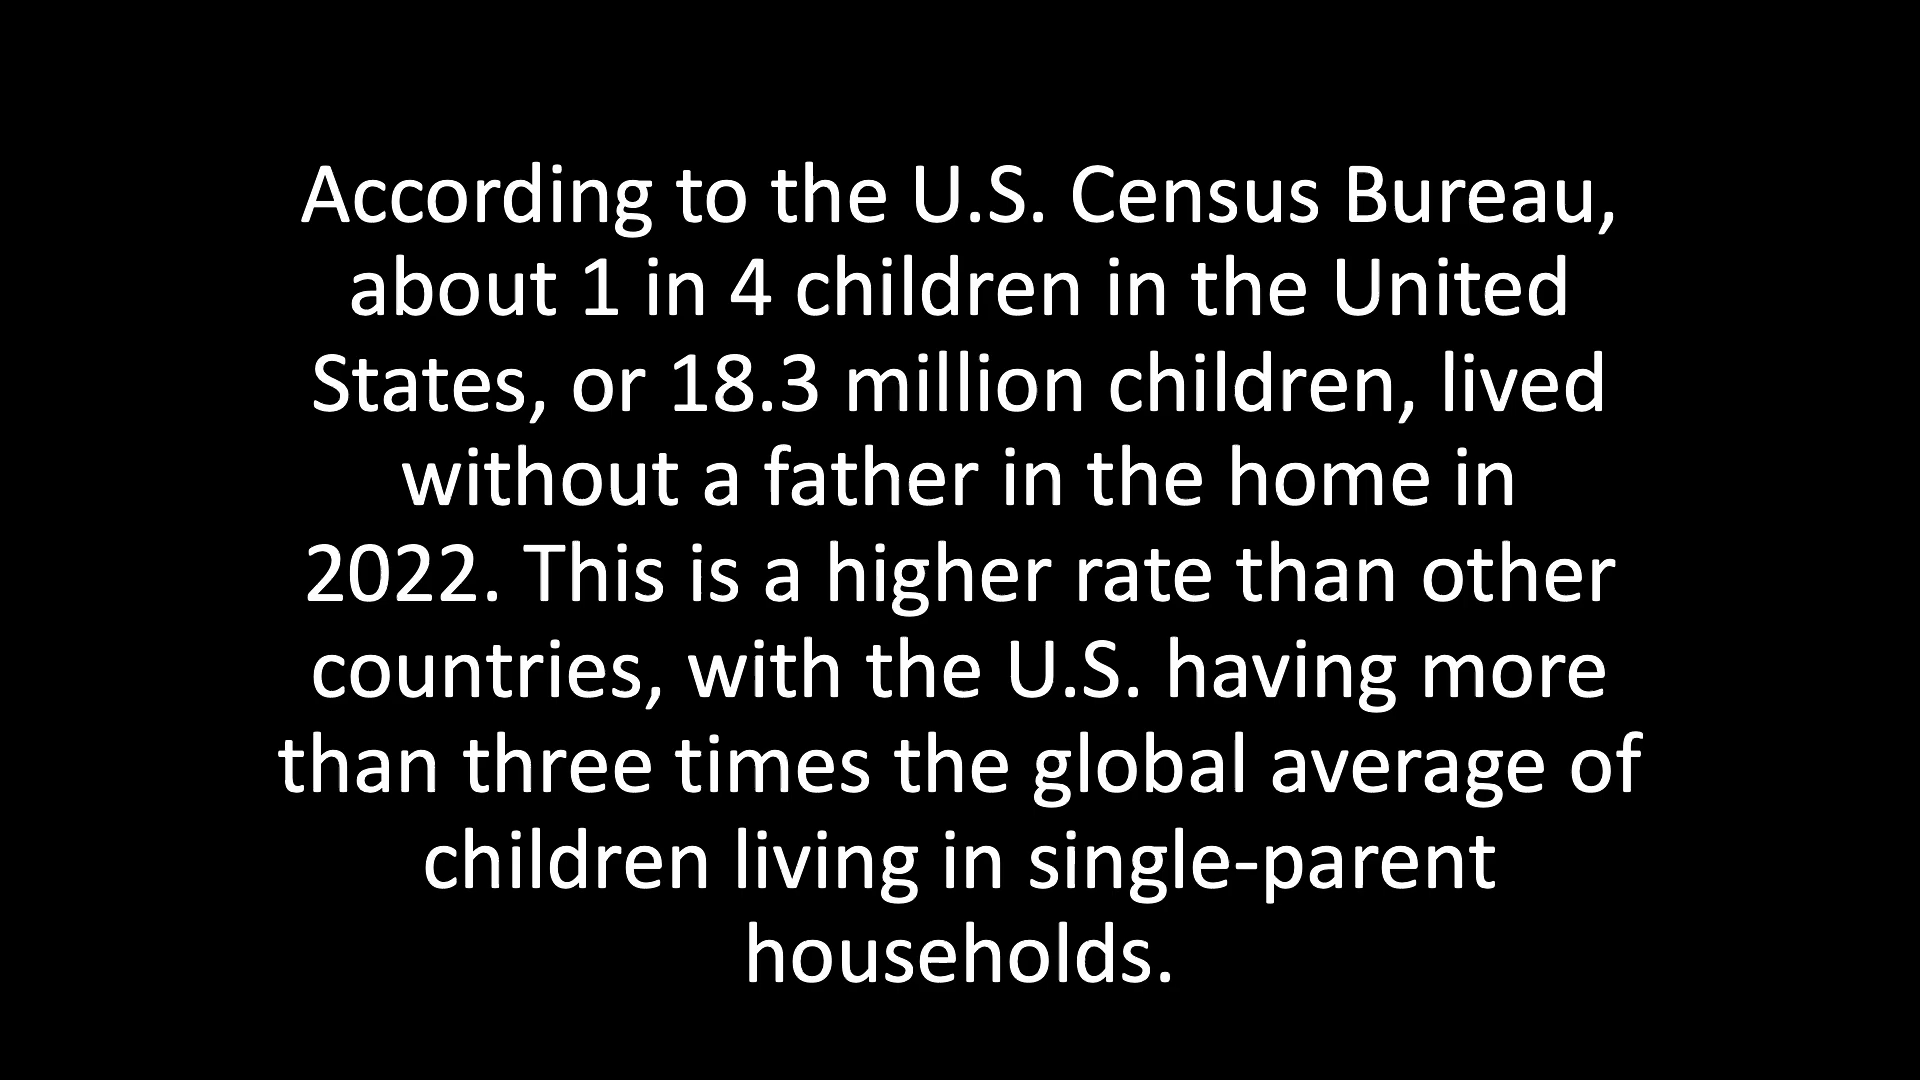 According to the U.S. Census Bureau,
about 1 in 4 children in the United
States, or 18.3 million children, lived
without a father in the home in
2022. This is a higher rate than other
countries, with the U.S. having more
than three times the global average of
children living in single-parent
households.